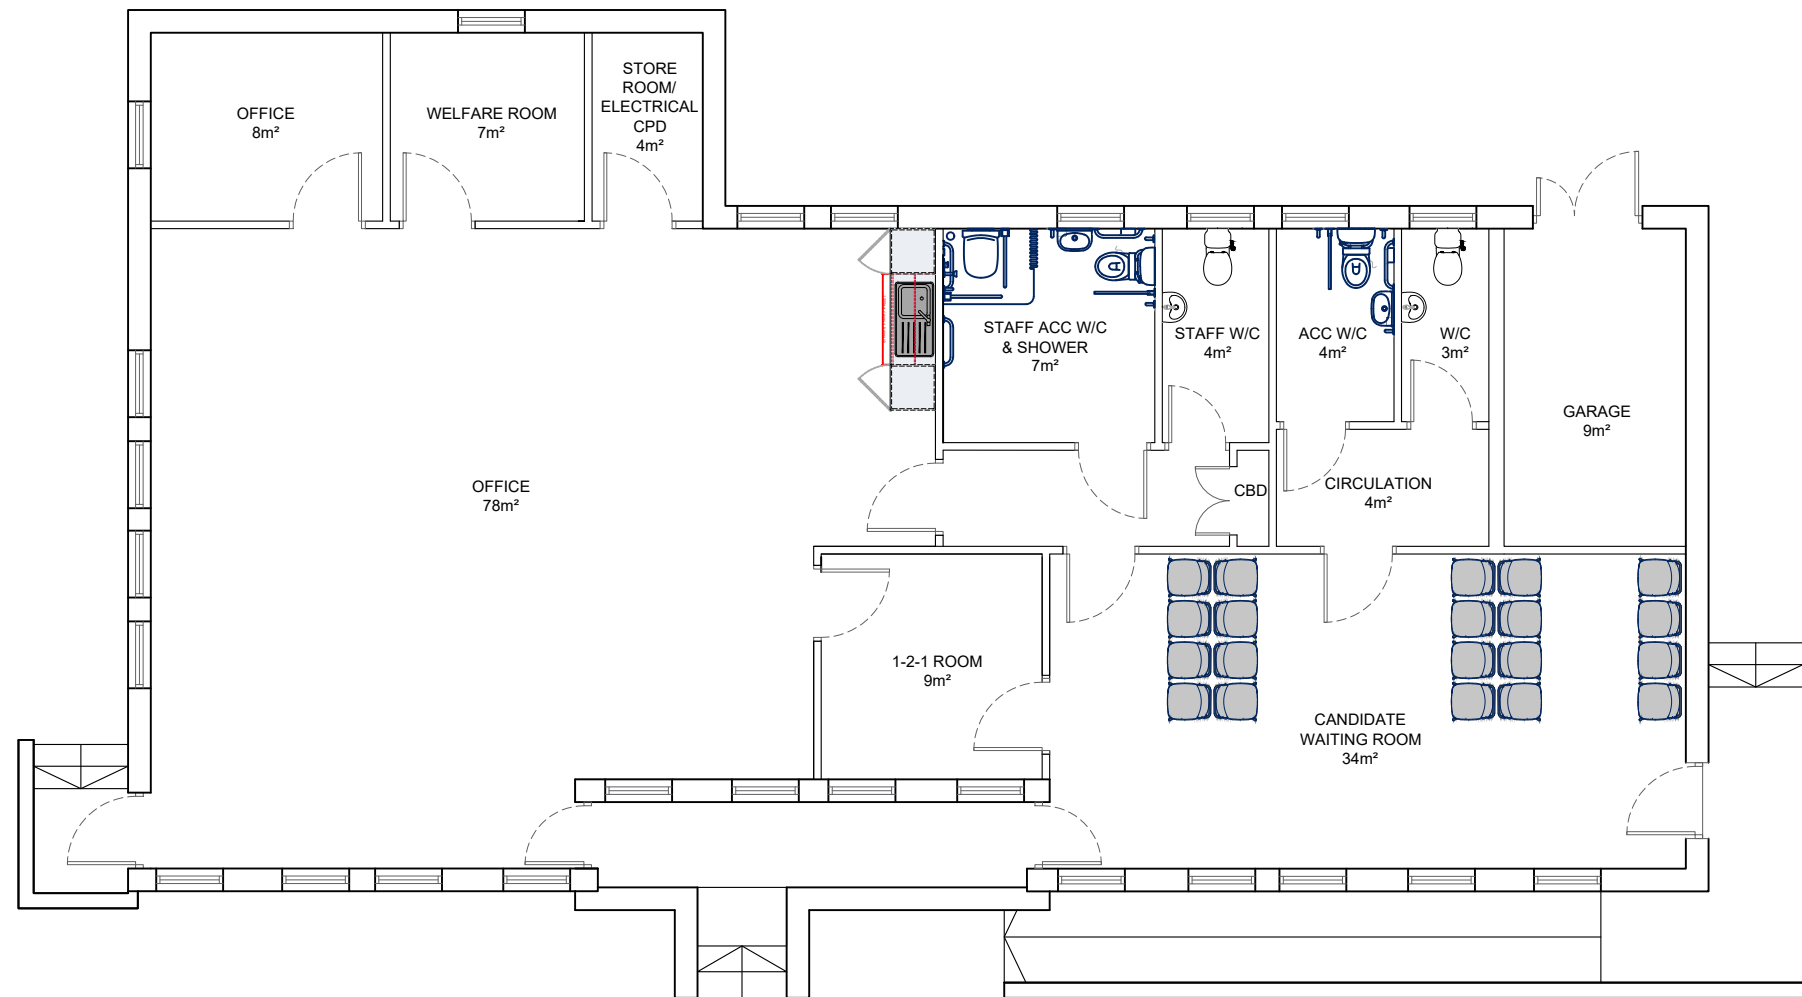 OFFICE
8m²
WELFARE ROOM
7m²
STORE
ROOM/
ELECTRICAL
CPD
4m²
STAFF ACC W/C
& SHOWER
7m²
STAFF W/C
4m²
ACC W/C
4m²
W/C
3m²
GARAGE
9m²
OFFICE
78m²
CBD
CIRCULATION
4m²
1-2-1 ROOM
9m²
CANDIDATE
WAITING ROOM
34m²